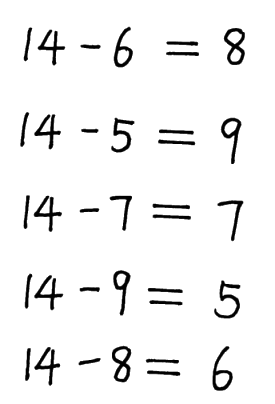 14 - 6 = 8
14 - 5 = 9
14 - 7 = 7
14 - 9 = 5
14 - 8 = 6